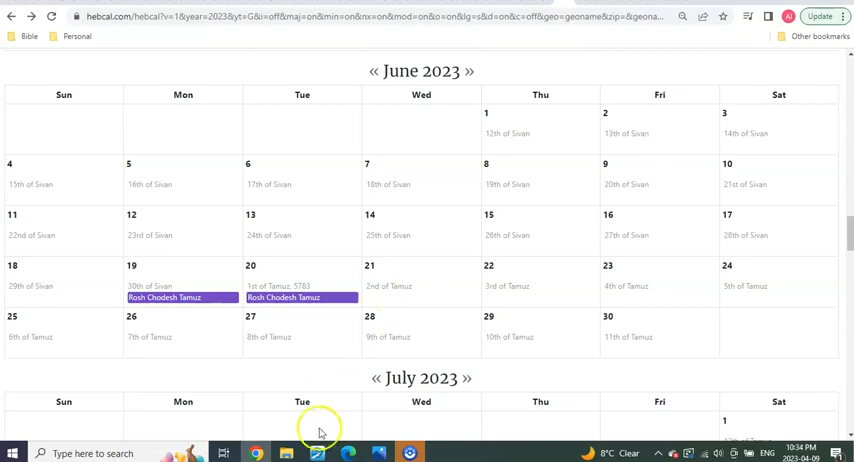 hebcal.com/hebcal?v=1&year=2023&yt=G&i=off&maj=on&min=on&nx=on&mod=on&o=on&lg=s&d=on&c=off&geo=geoname&zip=&geona...
AI
Update
Bible
Personal
Other bookmarks
« June 2023 »
Sun Mon Tue Wed Thu Fri Sat
1 2 3
12th of Sivan 13th of Sivan 14th of Sivan
4 5 6 7 8 9 10
15th of Sivan 16th of Sivan 17th of Sivan 18th of Sivan 19th of Sivan 20th of Sivan 21st of Sivan
11 12 13 14 15 16 17
22nd of Sivan 23rd of Sivan 24th of Sivan 25th of Sivan 26th of Sivan 27th of Sivan 28th of Sivan
18 19 20 21 22 23 24
29th of Sivan 30th of Sivan 1st of Tamuz, 5783 2nd of Tamuz 3rd of Tamuz 4th of Tamuz 5th of Tamuz
Rosh Chodesh Tamuz Rosh Chodesh Tamuz
25 26 27 28 29 30
6th of Tamuz 7th of Tamuz 8th of Tamuz 9th of Tamuz 10th of Tamuz 11th of Tamuz
« July 2023 »
Sun Mon Tue Wed Thu Fri Sat
1
Type here to search
8°C Clear
ENG
10:34 PM
2023-04-09